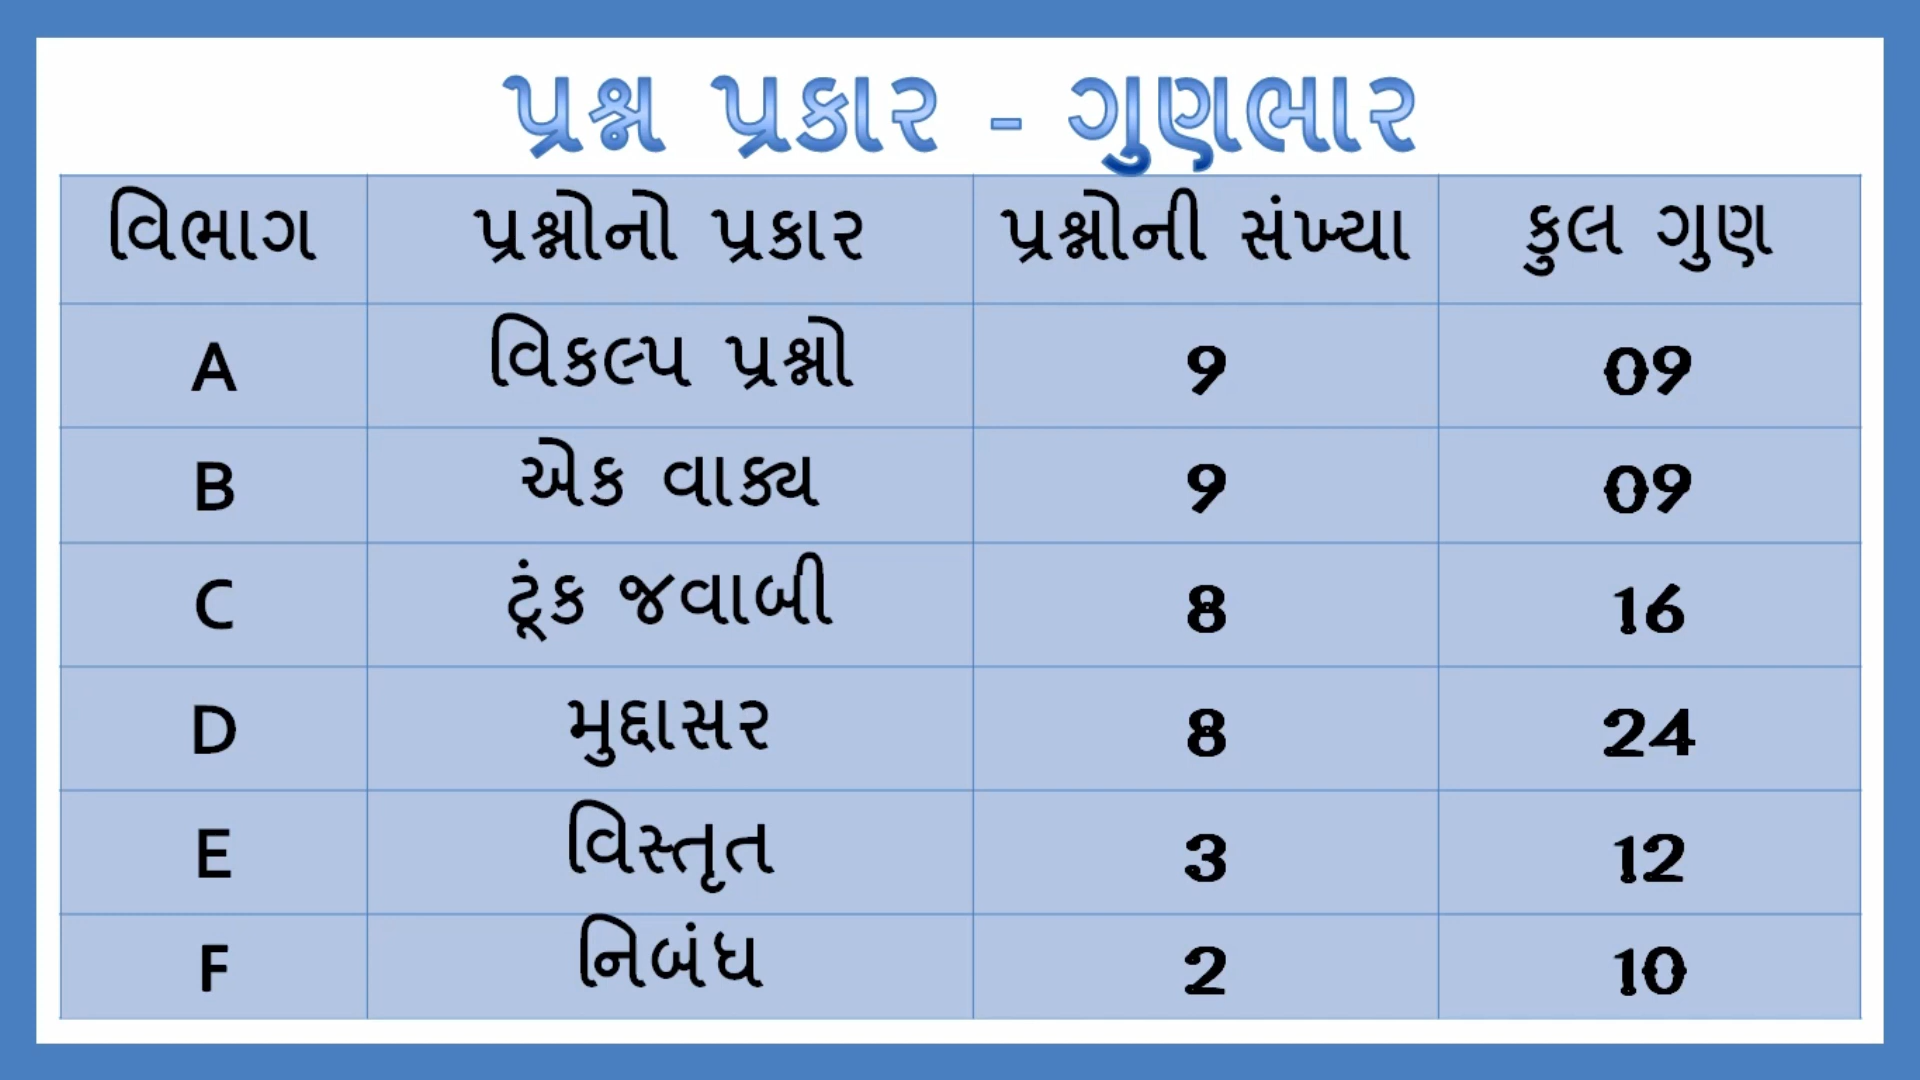 પ્રશ્ન પ્રકાર - ગુણભાર
વિભાગ પ્રશ્નોનો પ્રકાર પ્રશ્નોની સંખ્યા કુલ ગુણ
A વિકલ્પ પ્રશ્નો 9 09
B એક વાક્ય 9 09
C ટૂંક જવાબી 8 16
D મુદ્દાસર 8 24
E વિસ્તૃત 3 12
F નિબંધ 2 10